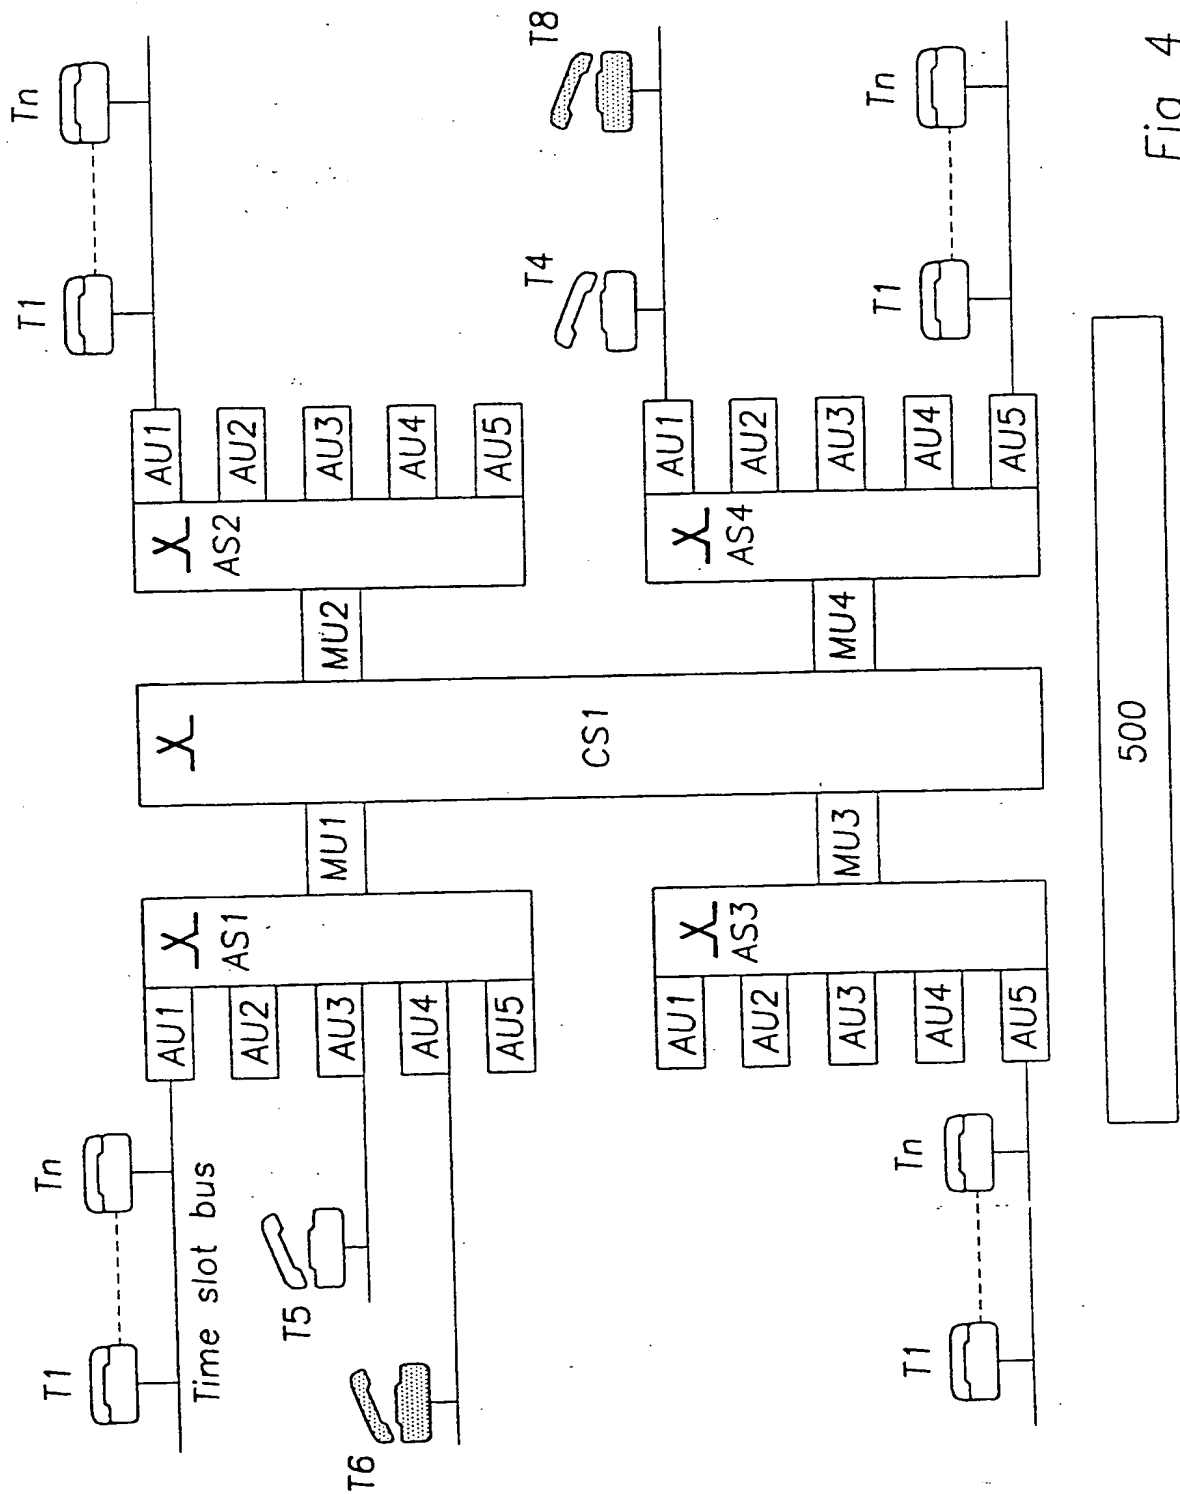 T1
Tn
Time slot bus
T5
T6
AU1
AU2
AU3
AU4
AU5
AS1
MU1
CS1
MU2
AS2
AU1
AU2
AU3
AU4
AU5
T1
Tn
T1
Tn
AU1
AU2
AU3
AU4
AU5
AS3
MU3
MU4
AS4
AU1
AU2
AU3
AU4
AU5
T4
T8
T1
Tn
500
Fig 4